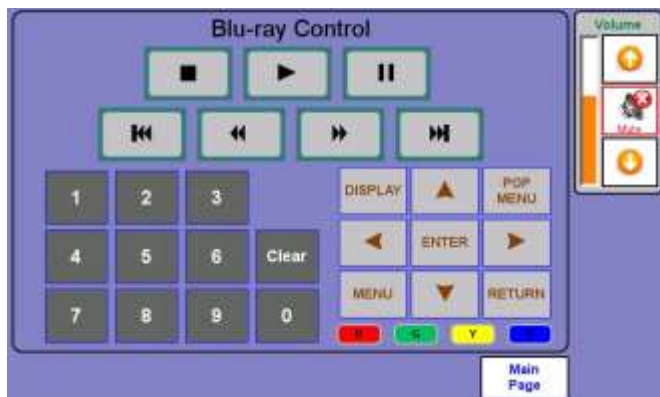 Blu-ray Control
Volume
Mute
1 2 3
DISPLAY
POP
MENU
4 5 6 Clear
ENTER
7 8 9 0
MENU
RETURN
R G Y
Main
Page